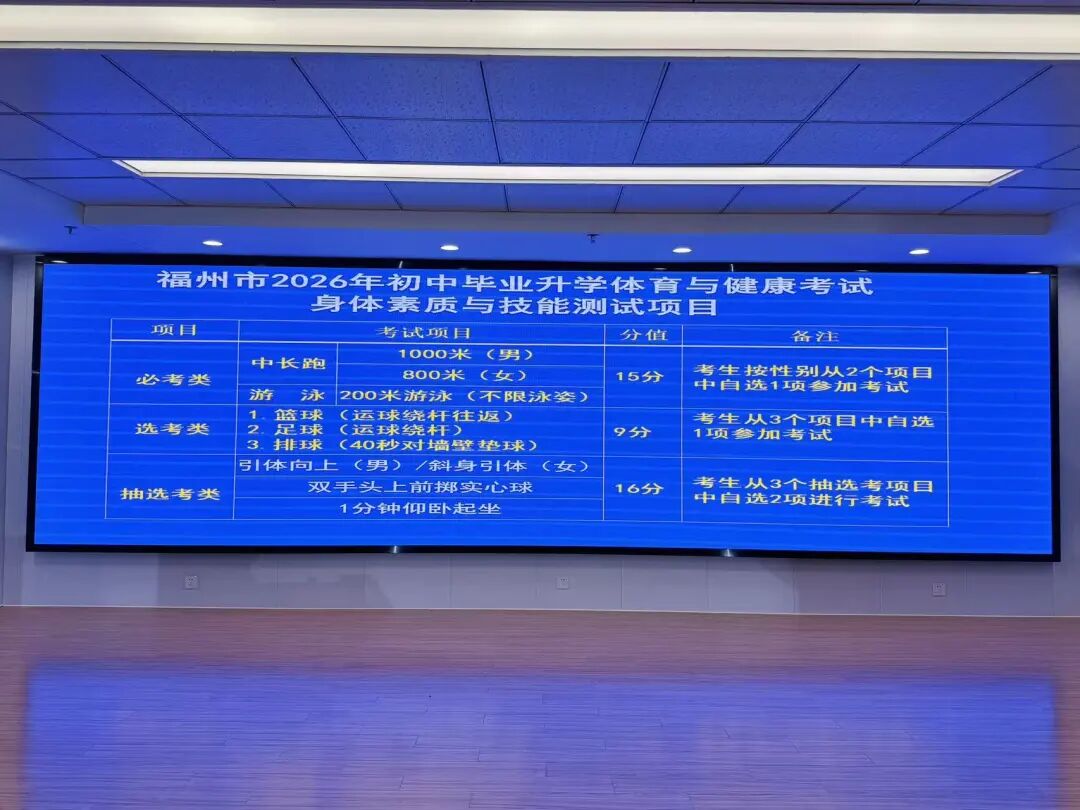 福州市2026年初中毕业升学体育与健康考试
身体素质与技能测试项目
项目 考试项目 分值 备注
必考类 中长跑 1000米（男）
800米（女）
游 泳 200米游泳（不限泳姿）
15分
考生按性别从2个项目
中自选1项参加考试
选考类
1. 篮球（运球绕杆往返）
2. 足球（运球绕杆）
3. 排球（40秒对墙壁垫球）
9分
考生从3个项目中自选
1项参加考试
抽选考类
引体向上（男）/斜身引体（女）
双手头上前掷实心球
1分钟仰卧起坐
16分
考生从3个抽选考项目
中自选2项进行考试